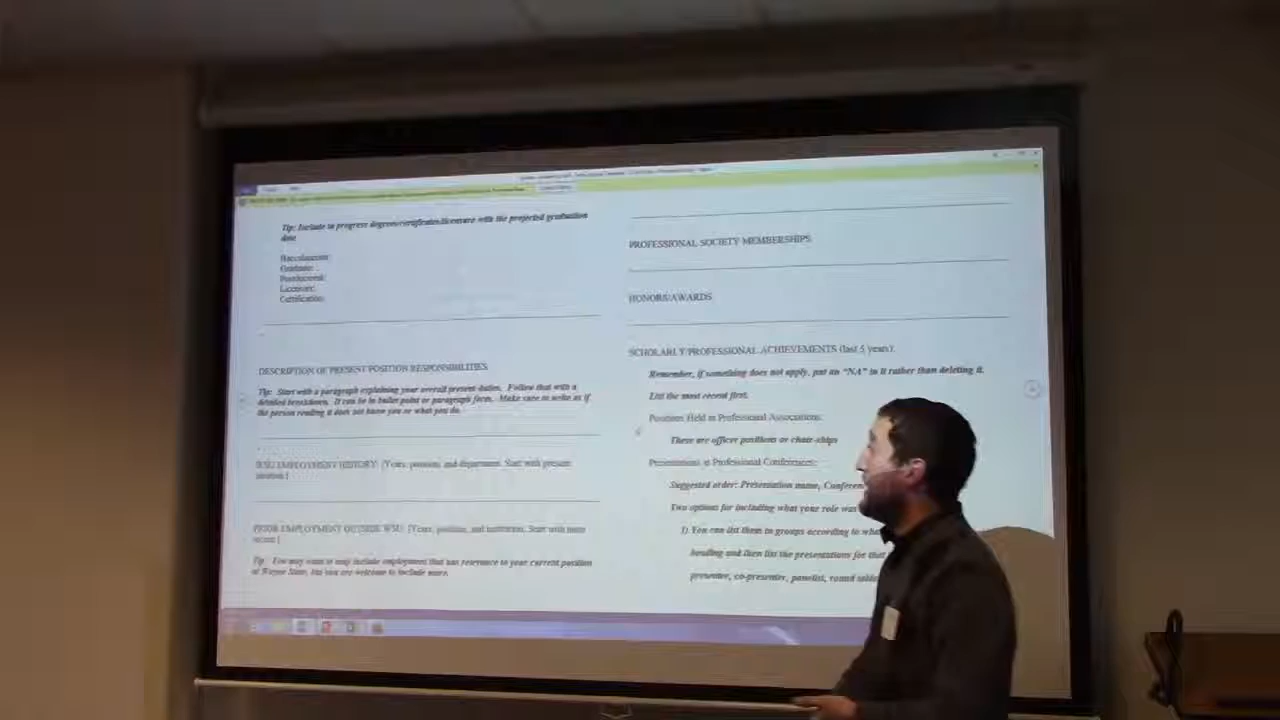 Tip: Include in progress degrees/certificates/licensure with the projected graduation
date
Baccalaureate:
Graduate:
Postdoctoral:
Licensure:
Certification:
DESCRIPTION OF PRESENT POSITION RESPONSIBILITIES
Tip: Start with a paragraph explaining your overall present duties. Follow that with a
detailed breakdown. It can be in bullet point or paragraph form. Make sure to write as if
the person reading it does not know you or what you do.
WSU EMPLOYMENT HISTORY: [Years, positions, and department. Start with present
position.]
PRIOR EMPLOYMENT OUTSIDE WSU: [Years, position, and institution. Start with most
recent.]
Tip: You may want to only include employment that has relevance to your current position
at Wayne State, but you are welcome to include more.
PROFESSIONAL SOCIETY MEMBERSHIPS
HONORS/AWARDS
SCHOLARLY/PROFESSIONAL ACHIEVEMENTS (last 5 years):
Remember, if something does not apply, put an "NA" in it rather than deleting it.
List the most recent first.
Positions Held in Professional Associations:
These are officer positions or chair-ships
Presentations at Professional Conferences:
Suggested order: Presentation name,
Two options for including what your role was
1) You can list them in groups according to
heading and then list the presentations for that
presenter, co-presenter, panelist, round table